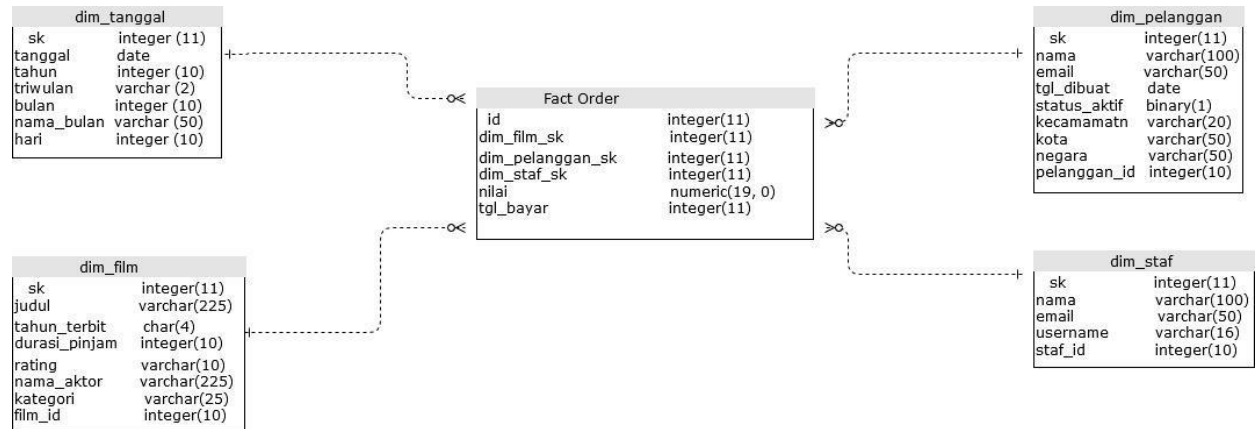 dim_tanggal
sk integer (11)
tanggal date
tahun integer (10)
triwulan varchar (2)
bulan integer (10)
nama_bulan varchar (50)
hari integer (10)
dim_pelanggan
sk integer(11)
nama varchar(100)
email varchar(50)
tgl_dibuat date
status_aktif binary(1)
kecamamatn varchar(20)
kota varchar(50)
negara varchar(50)
pelanggan_id integer(10)
Fact Order
id integer(11)
dim_film_sk integer(11)
dim_pelanggan_sk integer(11)
dim_staf_sk integer(11)
nilai numeric(19, 0)
tgl_bayar integer(11)
dim_film
sk integer(11)
judul varchar(225)
tahun_terbit char(4)
durasi_pinjam integer(10)
rating varchar(10)
nama_aktor varchar(225)
kategori varchar(25)
film_id integer(10)
dim_staf
sk integer(11)
nama varchar(100)
email varchar(50)
username varchar(16)
staf_id integer(10)